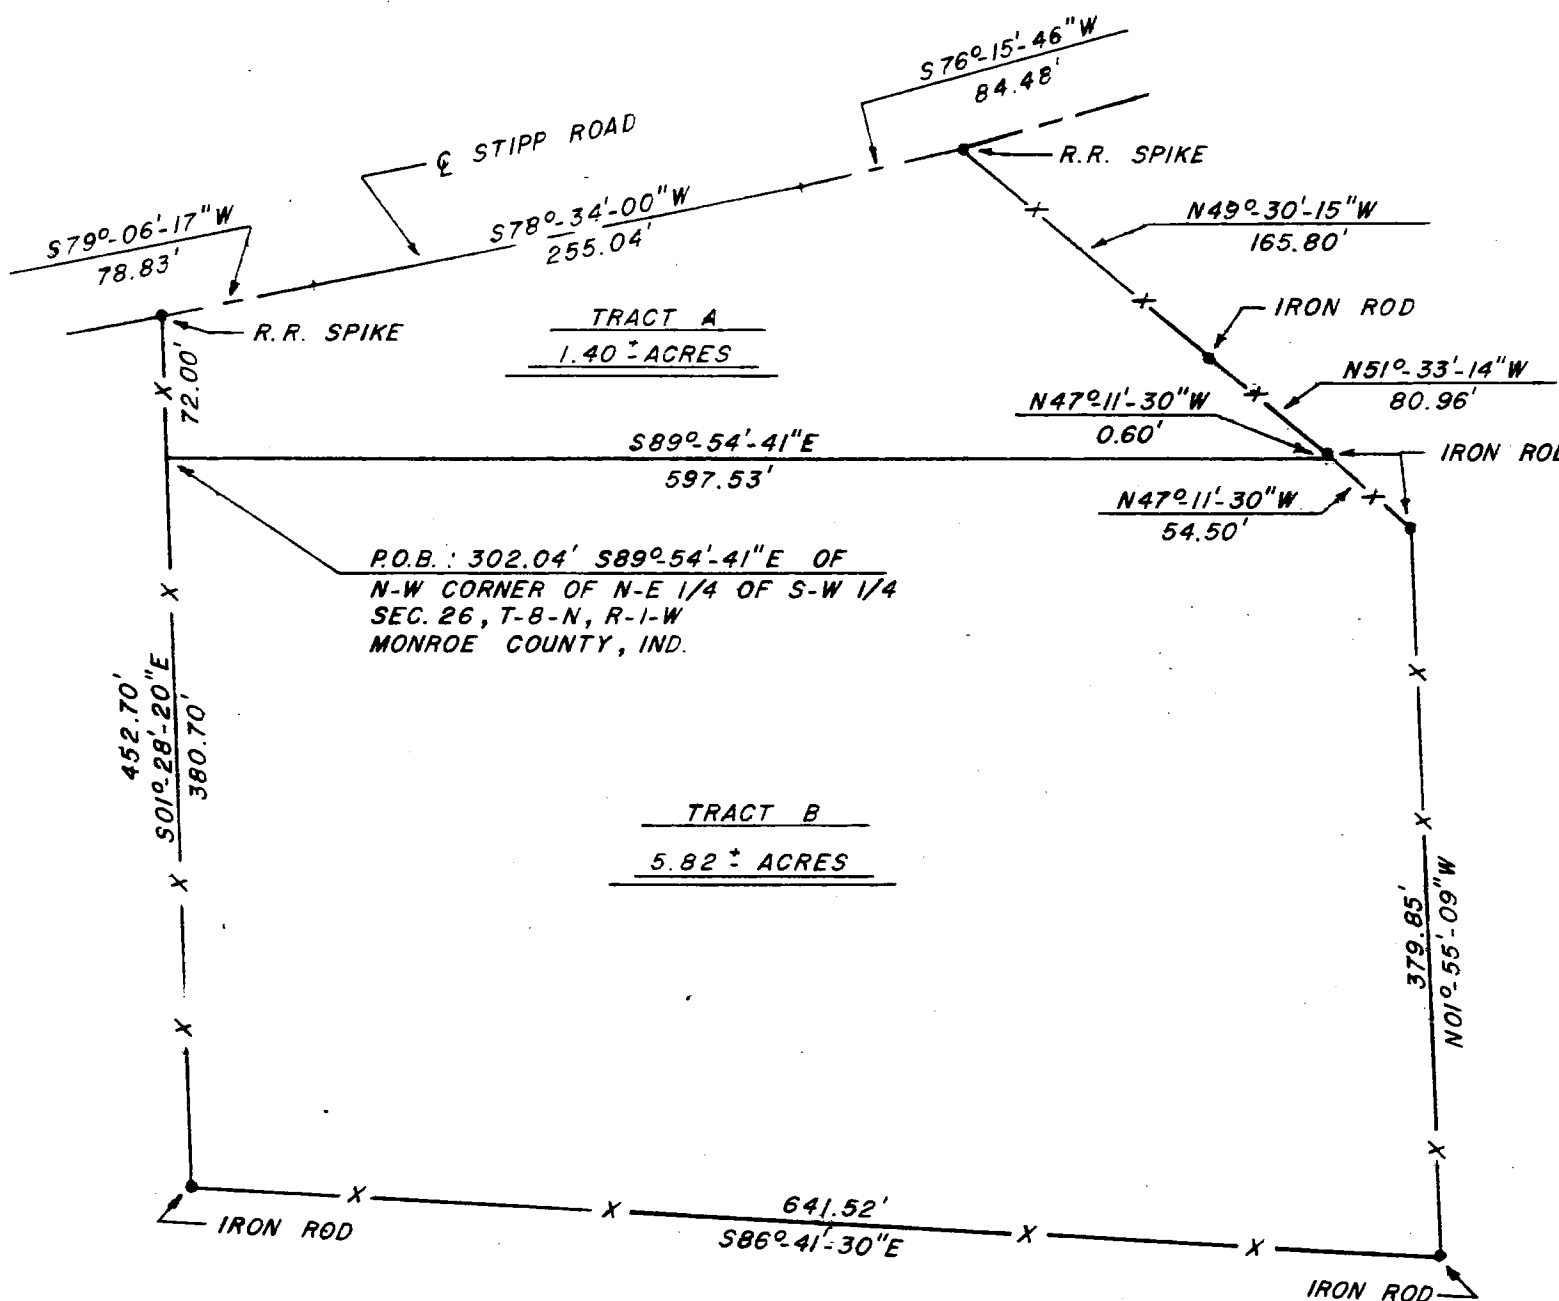 S76°-15'-46"W
84.48'
℄ STIPP ROAD
R.R. SPIKE
S79°-06'-17"W
78.83'
S78°-34'-00"W
255.04'
N49°-30'-15"W
165.80'
R.R. SPIKE
72.00'
TRACT A
1.40 ± ACRES
IRON ROD
N51°-33'-14"W
80.96'
N47°-11'-30"W
0.60'
S89°-54'-41"E
597.53'
IRON ROD
N47°-11'-30"W
54.50'
P.O.B. : 302.04' S89°-54'-41"E OF
N-W CORNER OF N-E 1/4 OF S-W 1/4
SEC. 26, T-8-N, R-1-W
MONROE COUNTY, IND.
452.70'
S01°-28'-20"E
380.70'
TRACT B
5.82 ± ACRES
379.85'
N01°-55'-09"W
641.52'
S86°-41'-30"E
IRON ROD
IRON ROD